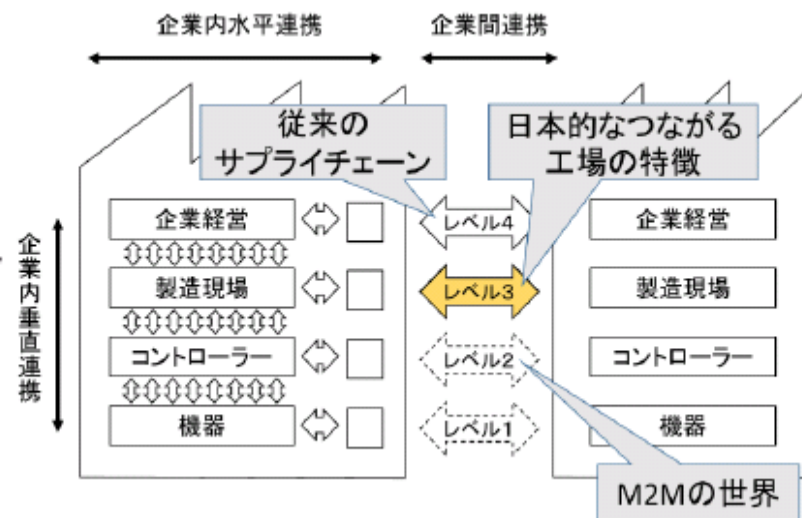 企業内水平連携
企業間連携
従来の
サプライチェーン
日本的なつながる
工場の特徴
企業内垂直連携
企業経営
レベル4
企業経営
製造現場
レベル3
製造現場
コントローラー
レベル2
コントローラー
機器
レベル1
機器
M2Mの世界